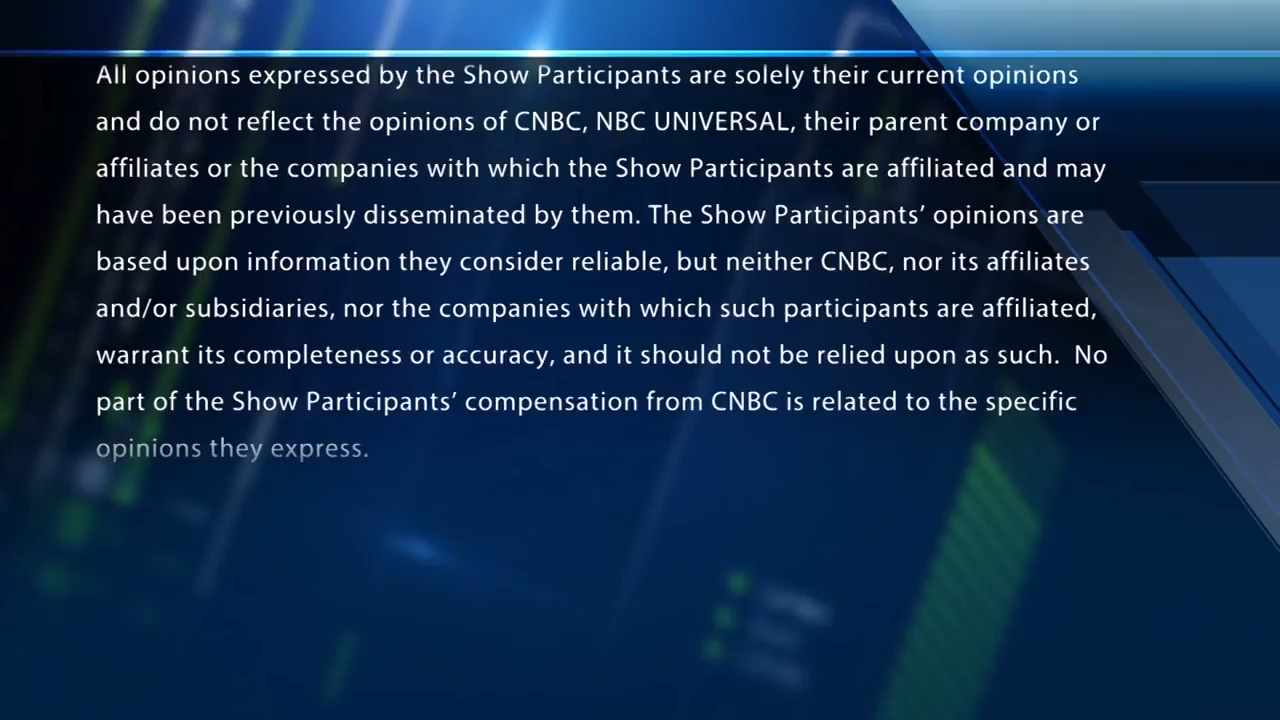 All opinions expressed by the Show Participants are solely their current opinions
and do not reflect the opinions of CNBC, NBC UNIVERSAL, their parent company or
affiliates or the companies with which the Show Participants are affiliated and may
have been previously disseminated by them. The Show Participants’ opinions are
based upon information they consider reliable, but neither CNBC, nor its affiliates
and/or subsidiaries, nor the companies with which such participants are affiliated,
warrant its completeness or accuracy, and it should not be relied upon as such.  No
part of the Show Participants’ compensation from CNBC is related to the specific
opinions they express.